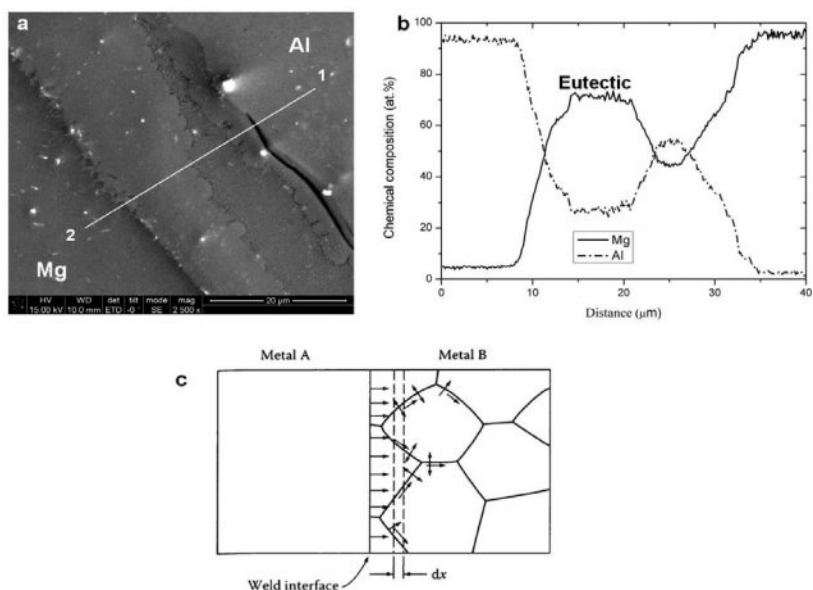 a
Al
1
2
Mg
HV WD det tilt mode mag
15.00 kV 10.0 mm ETD -0 ° SE 2 500 x
20 µm
b
100
80
60
40
20
0
Chemical composition (at.%)
Eutectic
Mg
Al
0 10 20 30 40
Distance (µm)
c
Metal A Metal B
Weld interface
dx